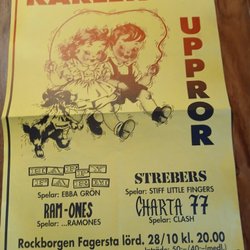 UPPROR
Spelar: EBBA GRÖN
RAM-ONES
Spelar: ...RAMONES
STREBERS
Spelar: STIFF LITTLE FINGERS
CHARTA 77
Spelar: CLASH
Rockborgen Fagersta lörd. 28/10 kl. 20.00